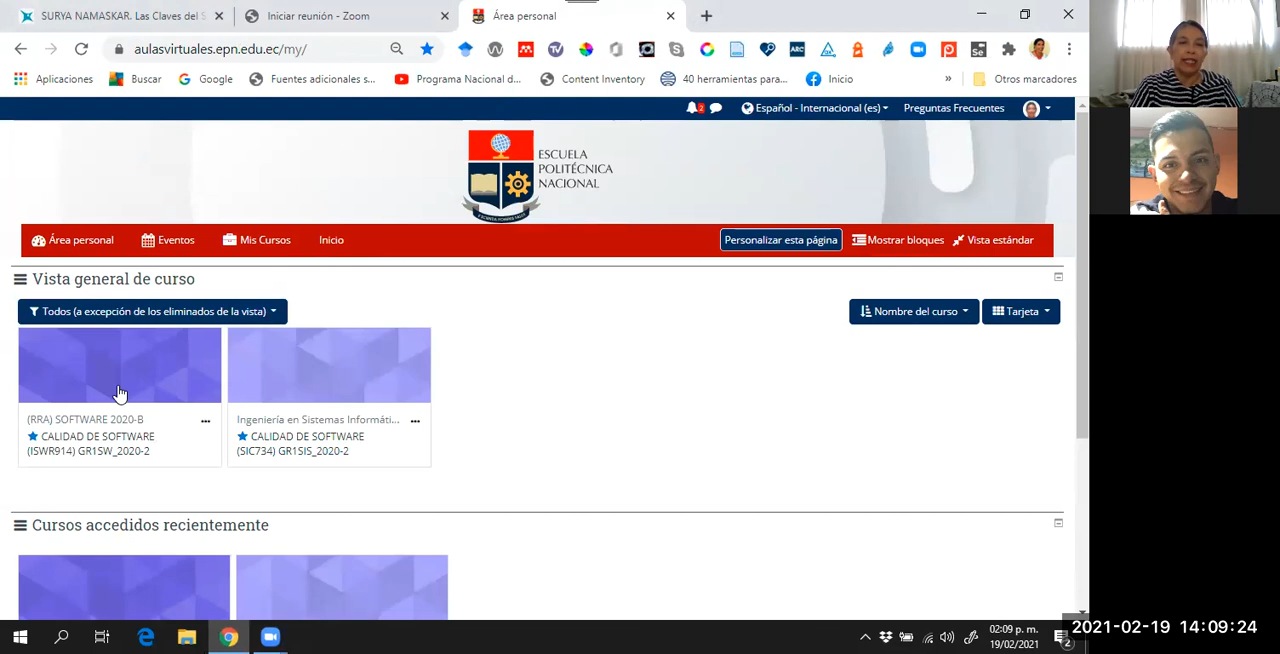 SURYA NAMASKAR. Las Claves del S
Iniciar reunión - Zoom
Área personal
aulasvirtuales.epn.edu.ec/my/
Aplicaciones
Buscar
Google
Fuentes adicionales s...
Programa Nacional d...
Content Inventory
40 herramientas para...
Inicio
»
Otros marcadores
2
Español - Internacional (es)
Preguntas Frecuentes
ESCUELA
POLITÉCNICA
NACIONAL
Área personal
Eventos
Mis Cursos
Inicio
Personalizar esta página
Mostrar bloques
Vista estándar
Vista general de curso
Todos (a excepción de los eliminados de la vista)
Nombre del curso
Tarjeta
(RRA) SOFTWARE 2020-B
...
CALIDAD DE SOFTWARE
(ISWR914) GR1SW_2020-2
Ingeniería en Sistemas Informáti...
...
CALIDAD DE SOFTWARE
(SIC734) GR1SIS_2020-2
Cursos accedidos recientemente
02:09 p. m.
19/02/2021
2
2021-02-19 14:09:24